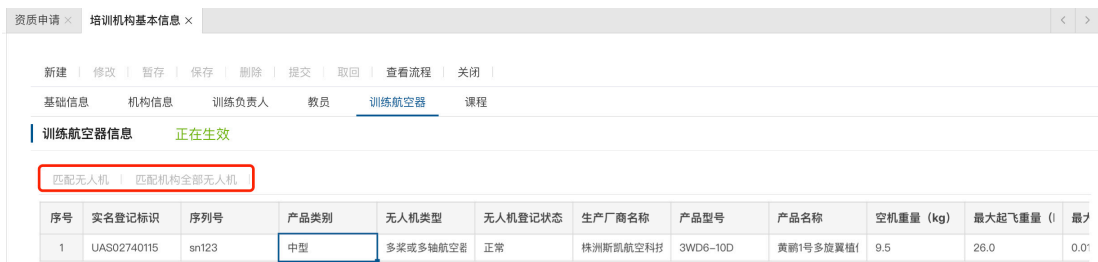 资质申请 × 培训机构基本信息 × < >
新建 修改 暂存 保存 删除 提交 取回 查看流程 关闭
基础信息 机构信息 训练负责人 教员 训练航空器 课程
训练航空器信息 正在生效
匹配无人机 匹配机构全部无人机
序号 实名登记标识 序列号 产品类别 无人机类型 无人机登记状态 生产厂商名称 产品型号 产品名称 空机重量（kg） 最大起飞重量（ 最大
1 UAS02740115 sn123 中型 多桨或多轴航空器 正常 株洲斯凯航空科技 3WD6-10D 黄鹂1号多旋翼植 9.5 26.0 0.01